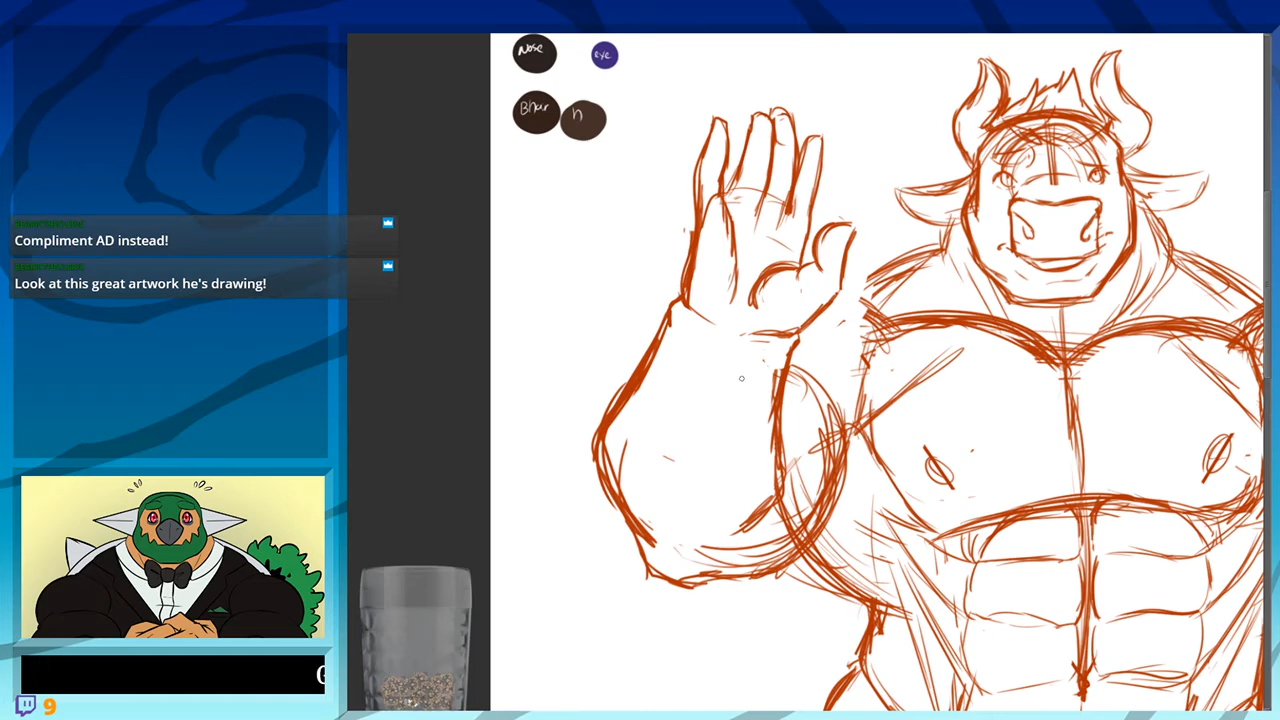 Nose
eye
Bhair
h
Compliment AD instead!
Look at this great artwork he's drawing!
9